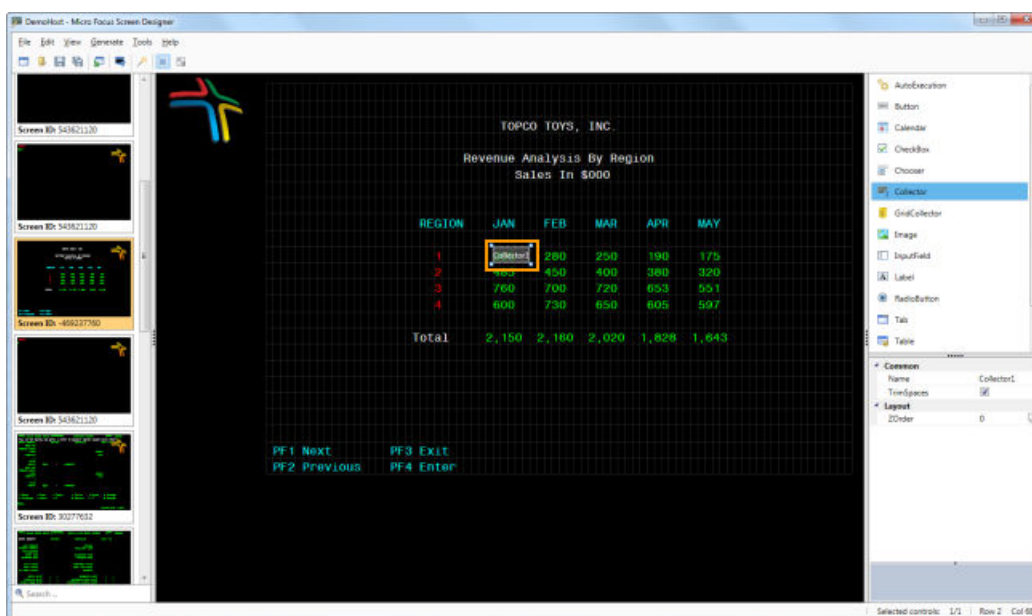 DemoHost - Micro Focus Screen Designer
File Edit View Generate Tools Help
Screen ID: 543621120
Screen ID: 543621120
Screen ID: -466237760
Screen ID: 543621120
Screen ID: 30277632
Search...
TOPCO TOYS, INC.
Revenue Analysis By Region
Sales In $000
REGION JAN FEB MAR APR MAY
1 Collector1 280 250 190 175
2 450 400 380 320
3 760 700 720 653 551
4 600 730 650 605 597
Total 2,150 2,160 2,020 1,828 1,643
PF1 Next PF3 Exit
PF2 Previous PF4 Enter
AutoExecution
Button
Calendar
CheckBox
Chooser
Collector
GridCollector
Image
InputField
Label
RadioButton
Tab
Table
Common
Name Collector1
TrimSpaces
Layout
ZOrder 0
Selected controls: 1/1 Row 2